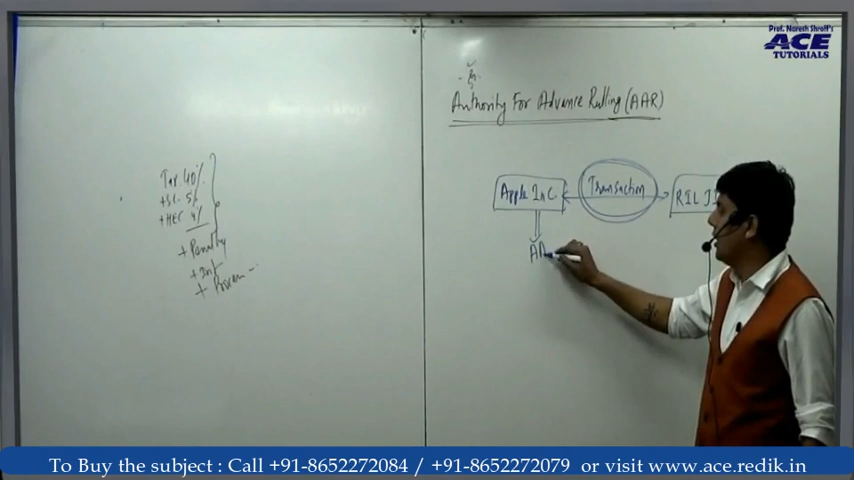 Prof. Naresh Shroff's
ACE
TUTORIALS
Authority For Advance Rulling (AAR)
Tax 40%
+SC. 5%
+HEC 4%
+ Penalty
+ Int
+
Apple Inc
Transaction
RIL JI
AA
To Buy the subject : Call +91-8652272084 / +91-8652272079 or visit www.ace.redik.in